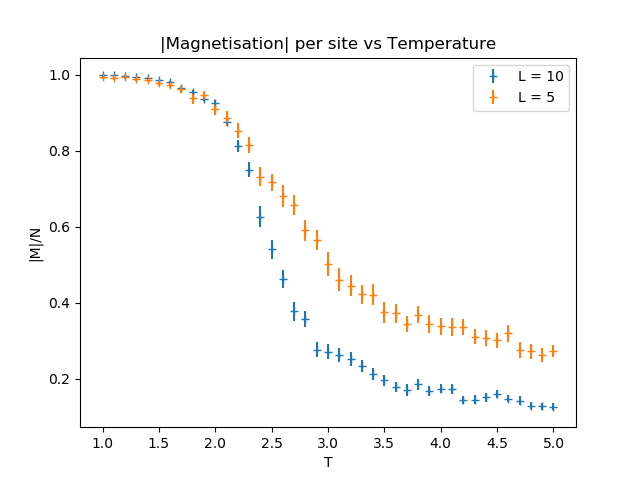 |Magnetisation| per site vs Temperature
L = 10
L = 5
1.0
0.8
0.6
0.4
0.2
|M|/N
1.0 1.5 2.0 2.5 3.0 3.5 4.0 4.5 5.0
T